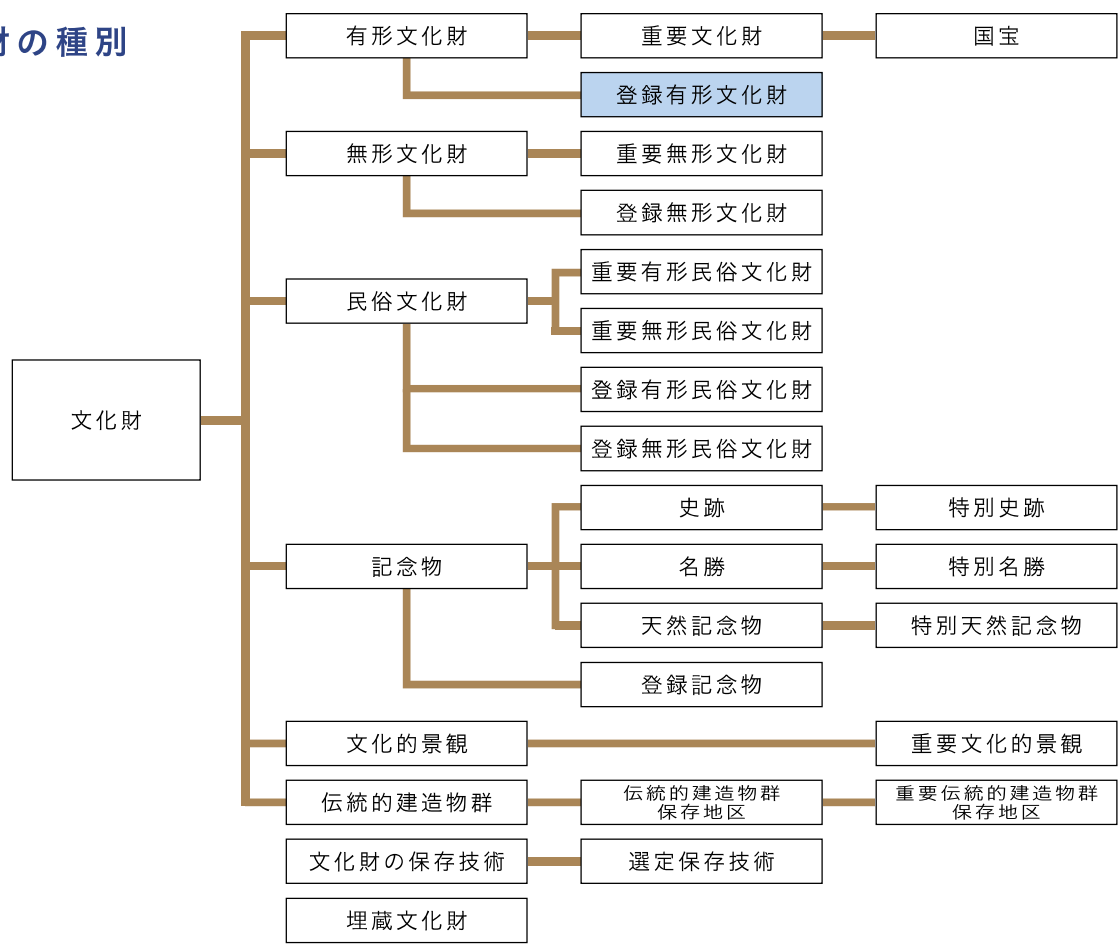 の種別
有形文化財
重要文化財
国宝
登録有形文化財
無形文化財
重要無形文化財
登録無形文化財
民俗文化財
重要有形民俗文化財
重要無形民俗文化財
登録有形民俗文化財
登録無形民俗文化財
文化財
記念物
史跡
特別史跡
名勝
特別名勝
天然記念物
特別天然記念物
登録記念物
文化的景観
重要文化的景観
伝統的建造物群
伝統的建造物群
保存地区
重要伝統的建造物群
保存地区
文化財の保存技術
選定保存技術
埋蔵文化財